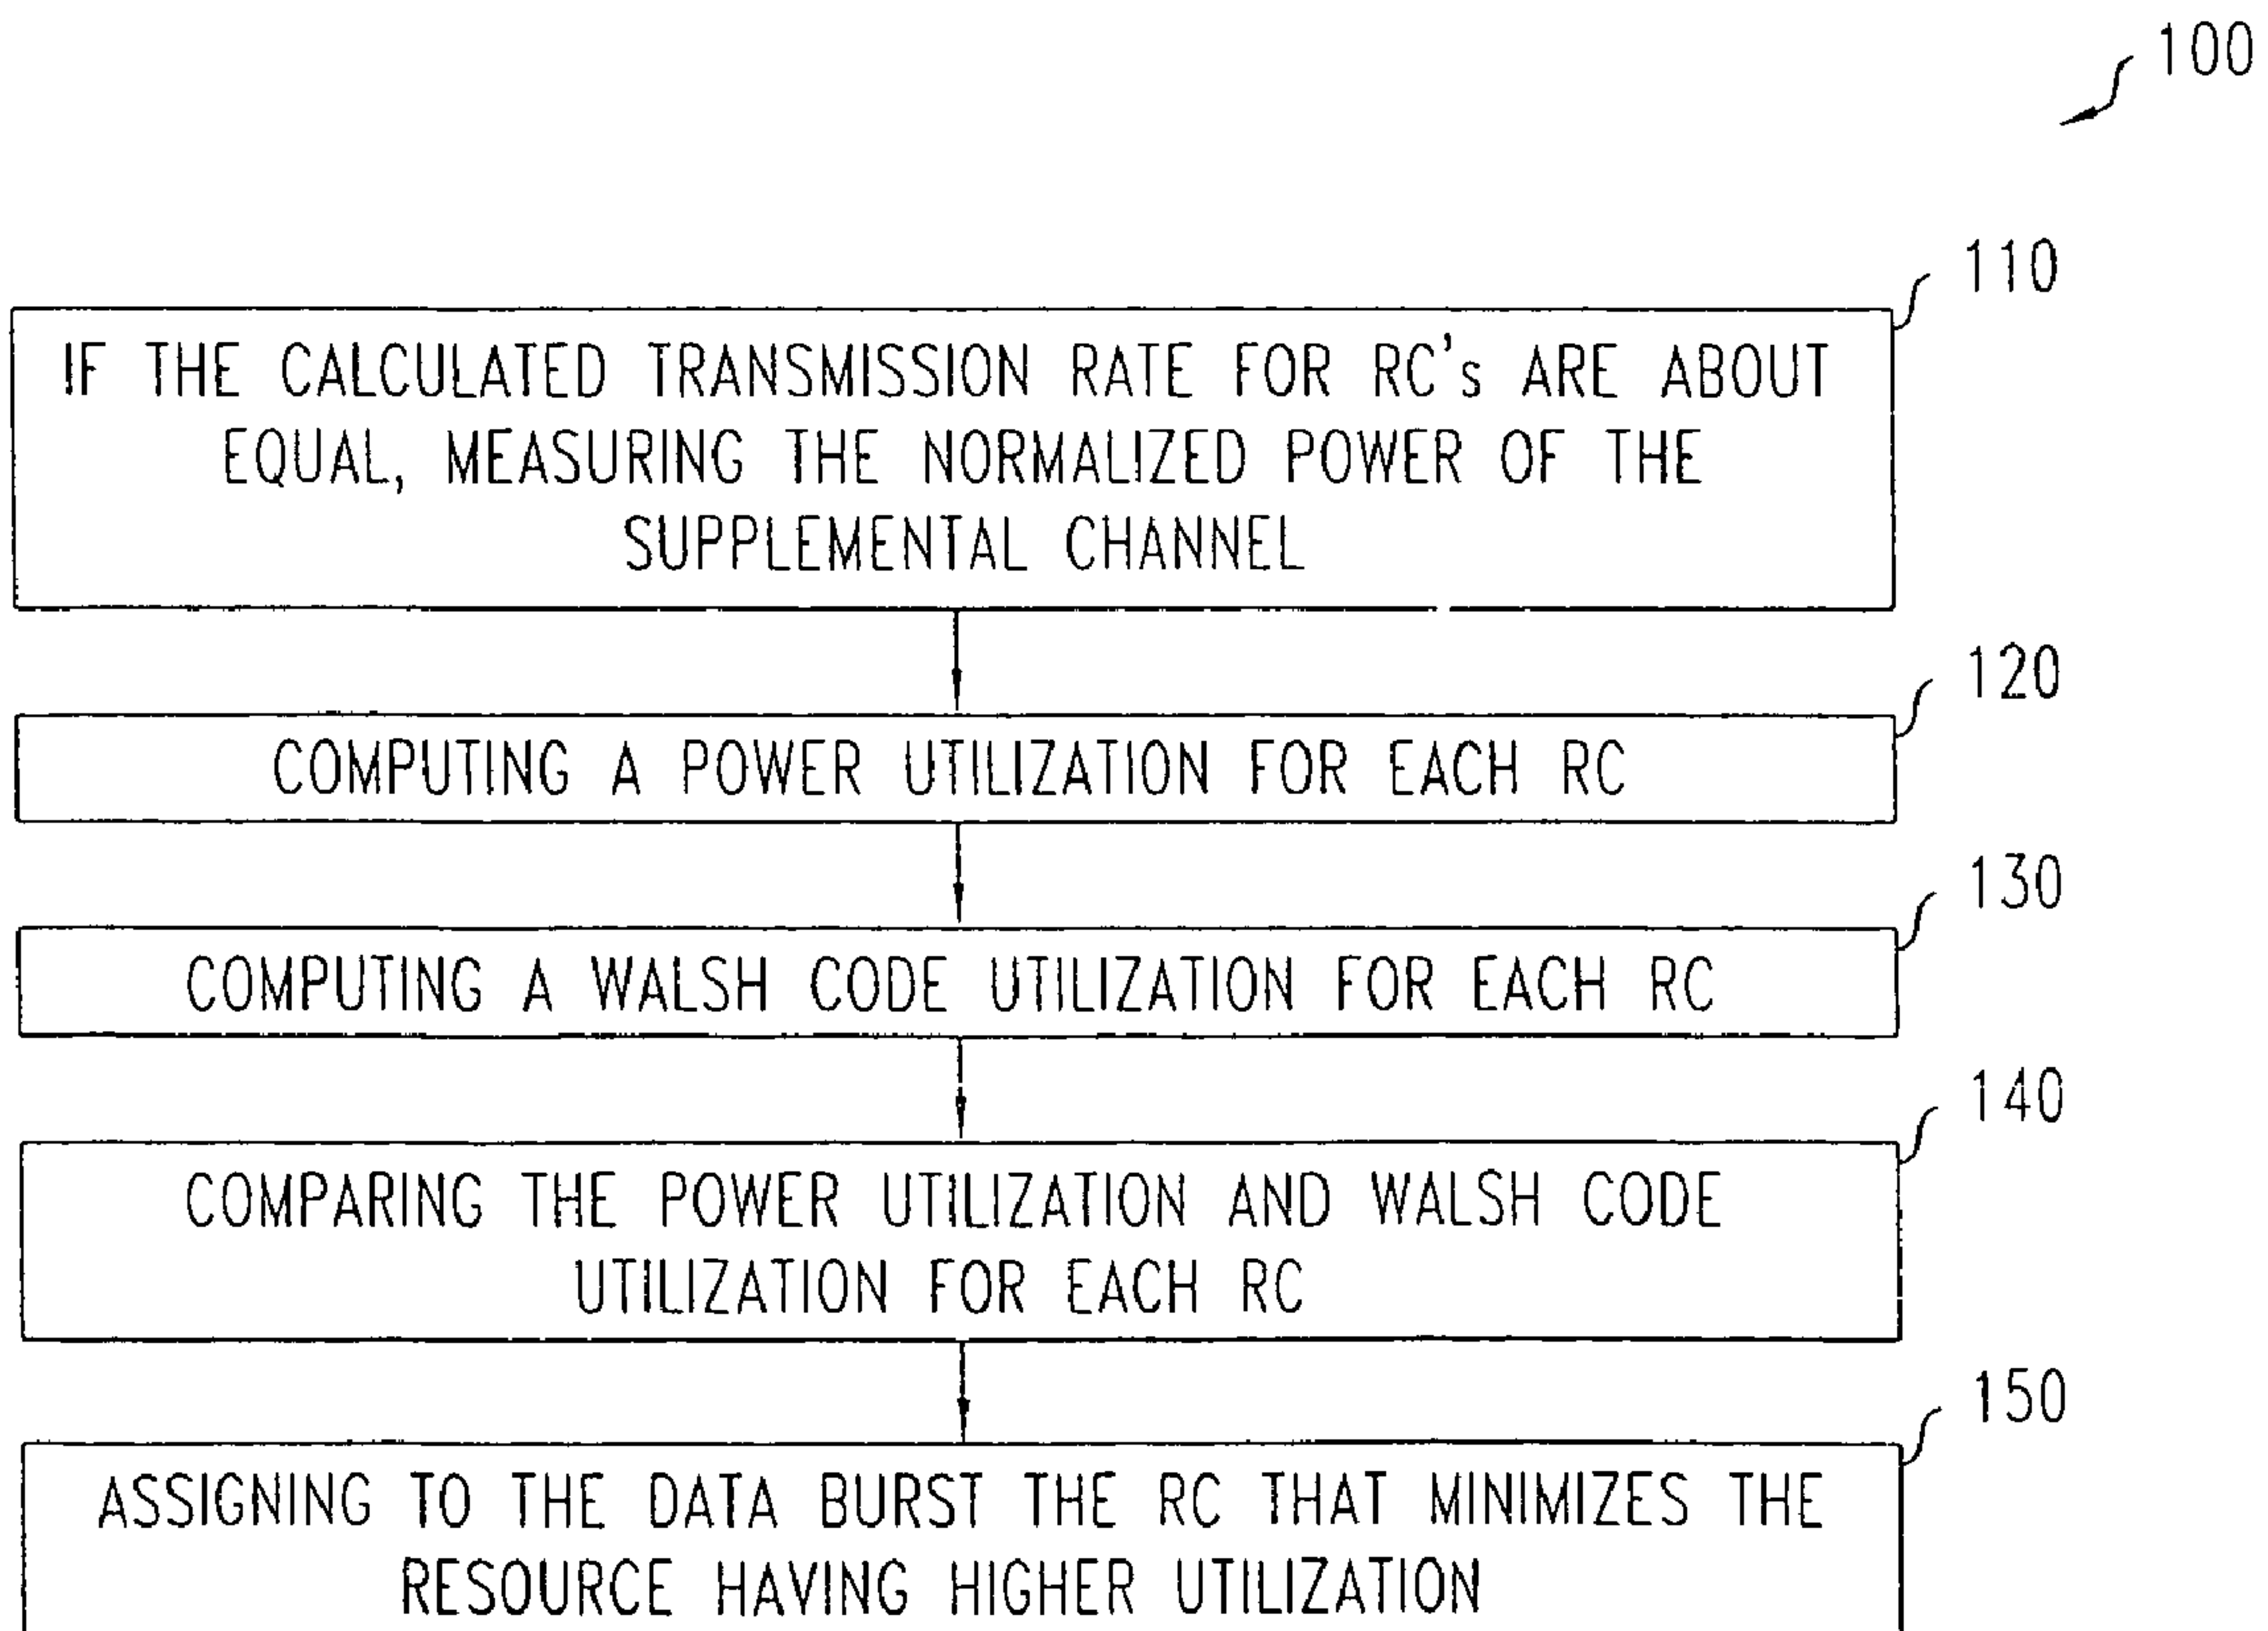 100
110
IF THE CALCULATED TRANSMISSION RATE FOR RC's ARE ABOUT
EQUAL, MEASURING THE NORMALIZED POWER OF THE
SUPPLEMENTAL CHANNEL
120
COMPUTING A POWER UTILIZATION FOR EACH RC
130
COMPUTING A WALSH CODE UTILIZATION FOR EACH RC
140
COMPARING THE POWER UTILIZATION AND WALSH CODE
UTILIZATION FOR EACH RC
150
ASSIGNING TO THE DATA BURST THE RC THAT MINIMIZES THE
RESOURCE HAVING HIGHER UTILIZATION